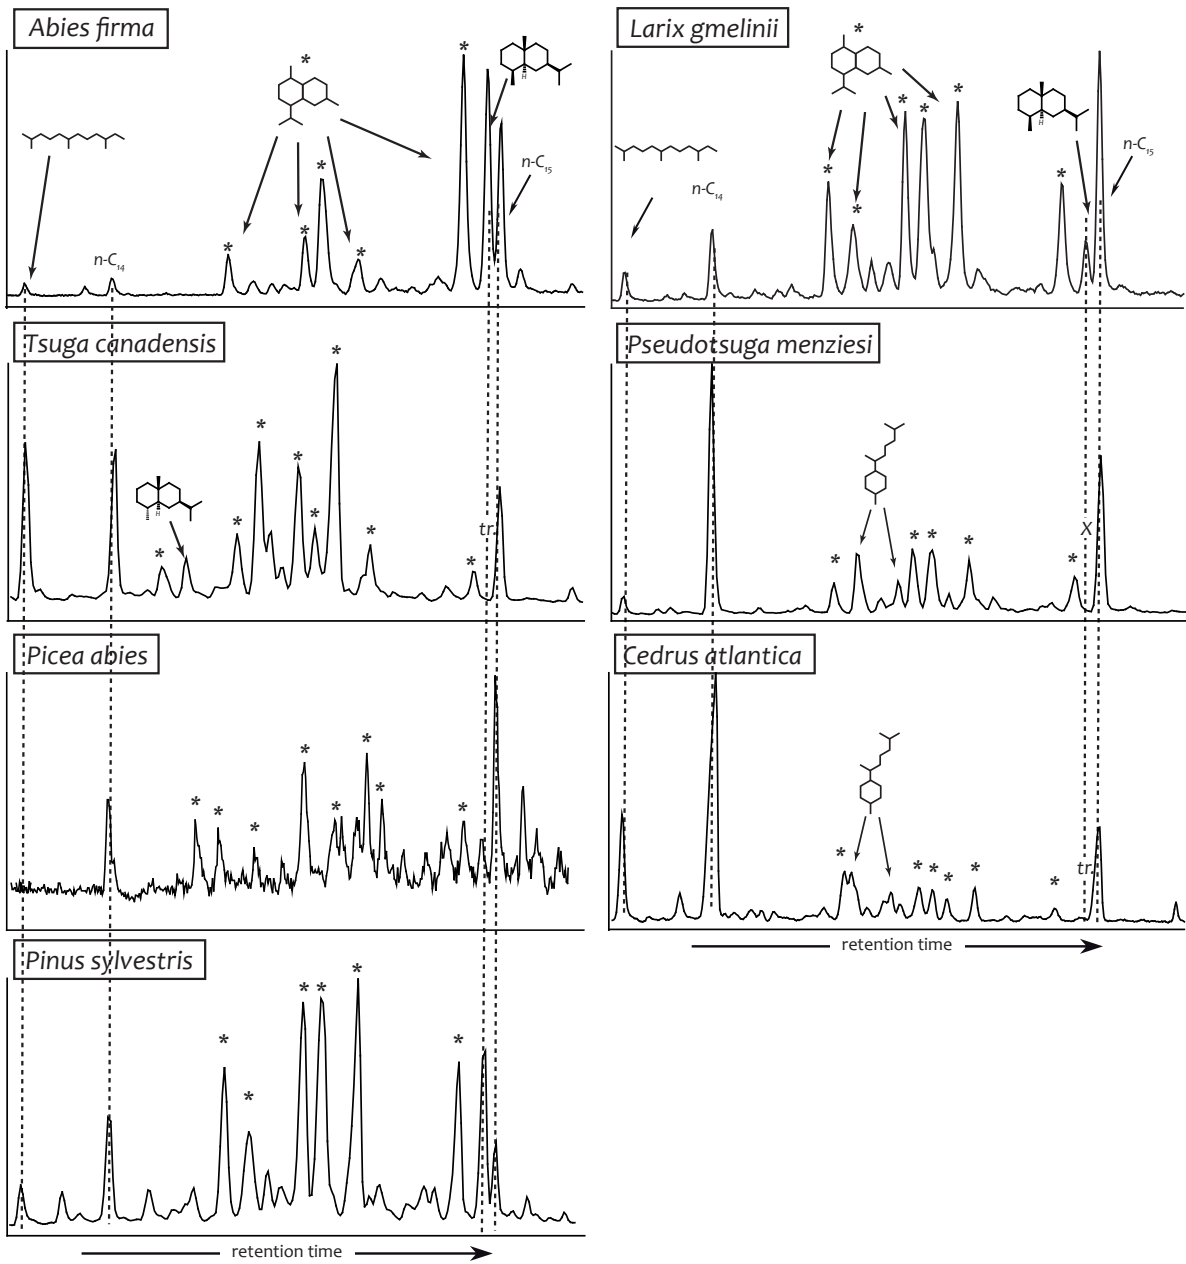 Abies firma
*
*
H
n-C₁₅
n-C₁₄
*
*
*
*
Larix gmelinii
*
*
*
*
H
n-C₁₅
n-C₁₄
*
*
*
Tsuga canadensis
*
*
*
H
tr.
*
*
*
*
*
Pseudotsuga menziesi
X
*
*
*
*
*
Picea abies
*
*
*
*
*
*
*
*
Cedrus atlantica
tr.
*
*
*
*
*
*
retention time
Pinus sylvestris
*
*
*
*
*
*
retention time